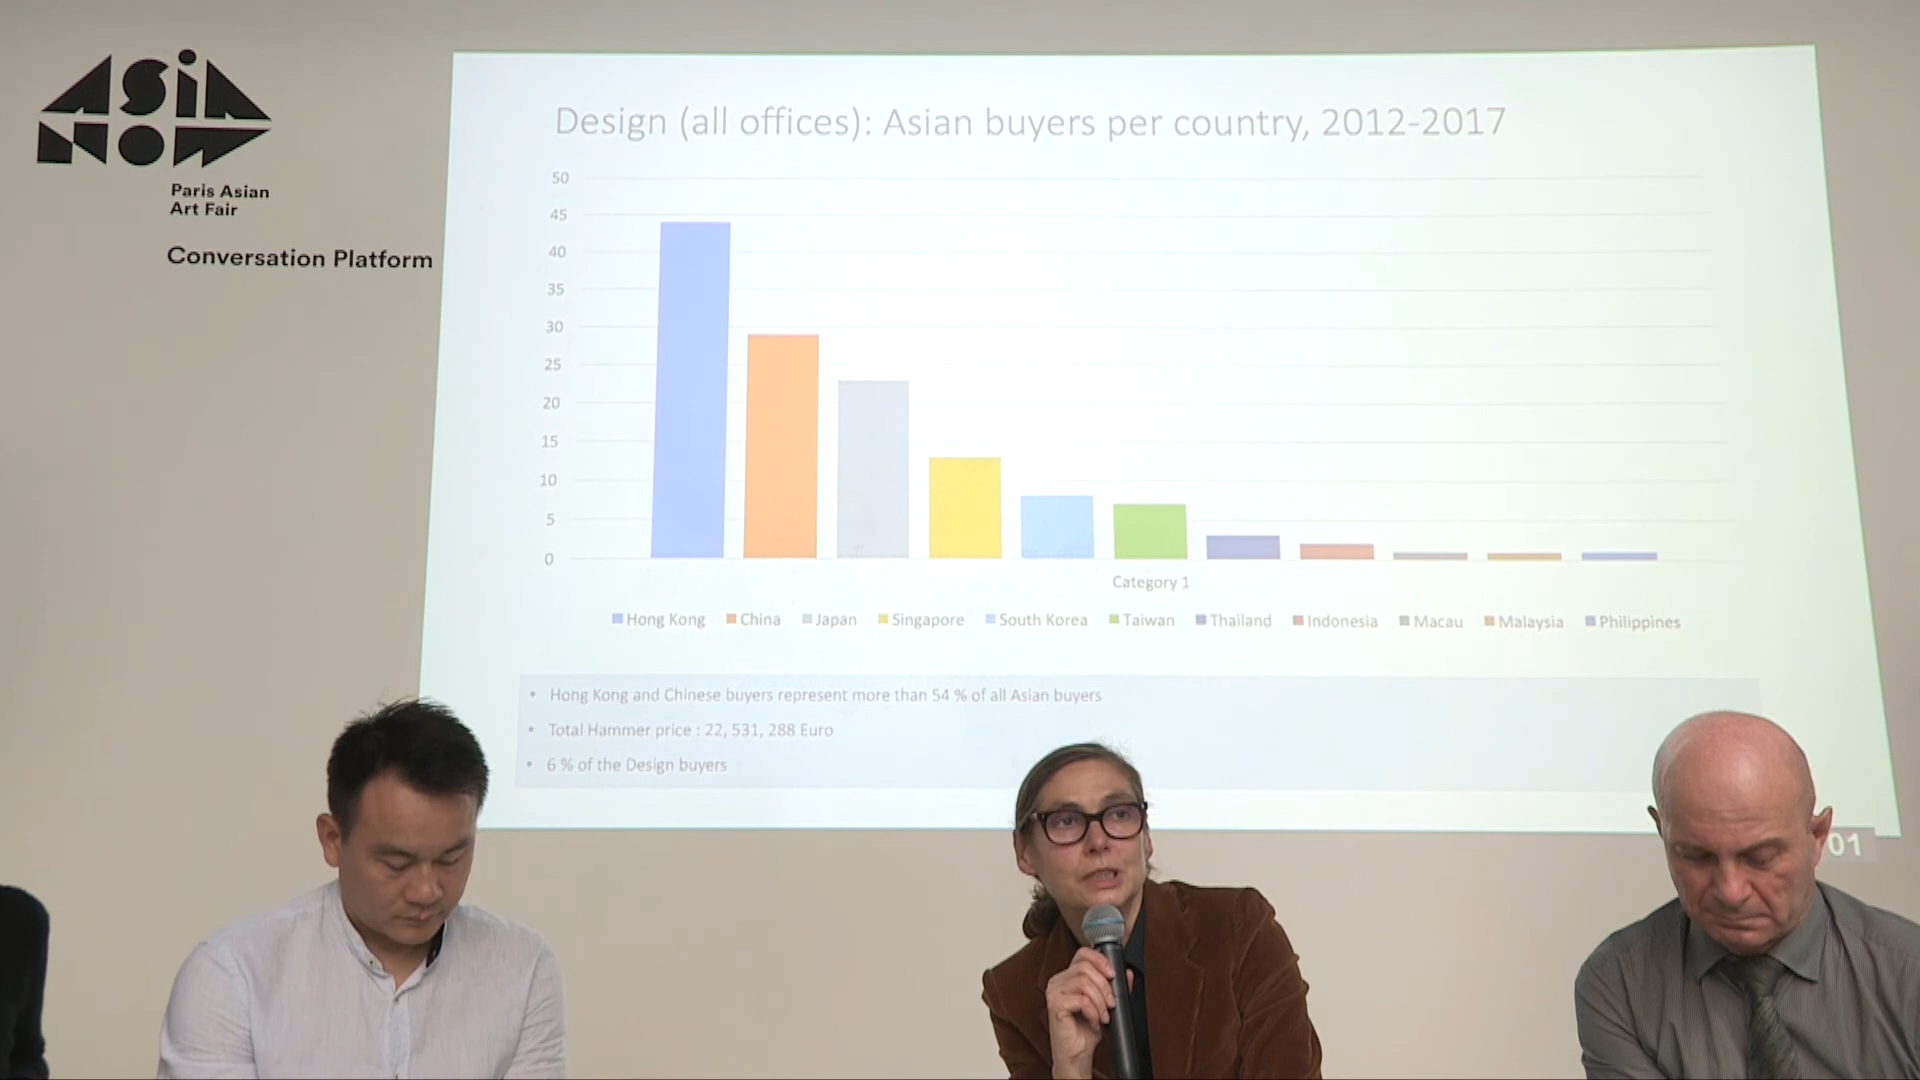 ASiA
NOW
Paris Asian
Art Fair
Conversation Platform
Design (all offices): Asian buyers per country, 2012-2017
50
45
40
35
30
25
20
15
10
5
0
Category 1
Hong Kong China Japan Singapore South Korea Taiwan Thailand Indonesia Macau Malaysia Philippines
• Hong Kong and Chinese buyers represent more than 54 % of all Asian buyers
• Total Hammer price : 22, 531, 288 Euro
• 6 % of the Design buyers
01